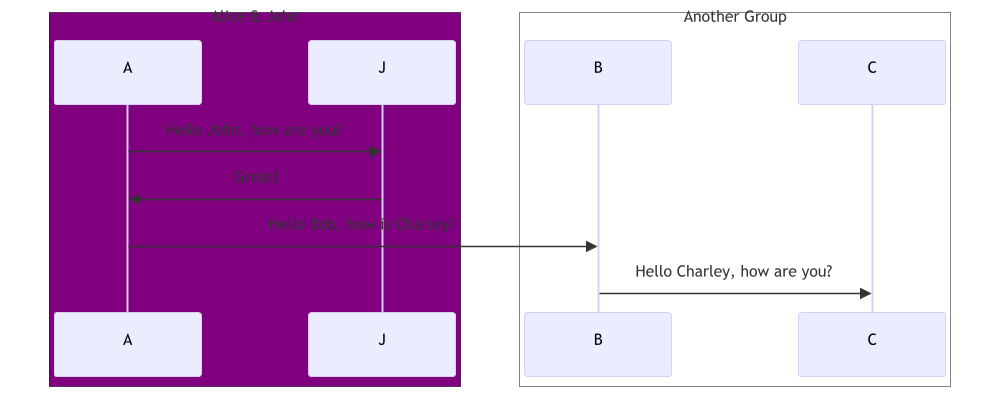 Alice & John
Another Group
A
J
B
C
Hello John, how are you?
Great!
Hello Bob, how is Charley?
Hello Charley, how are you?
A
J
B
C